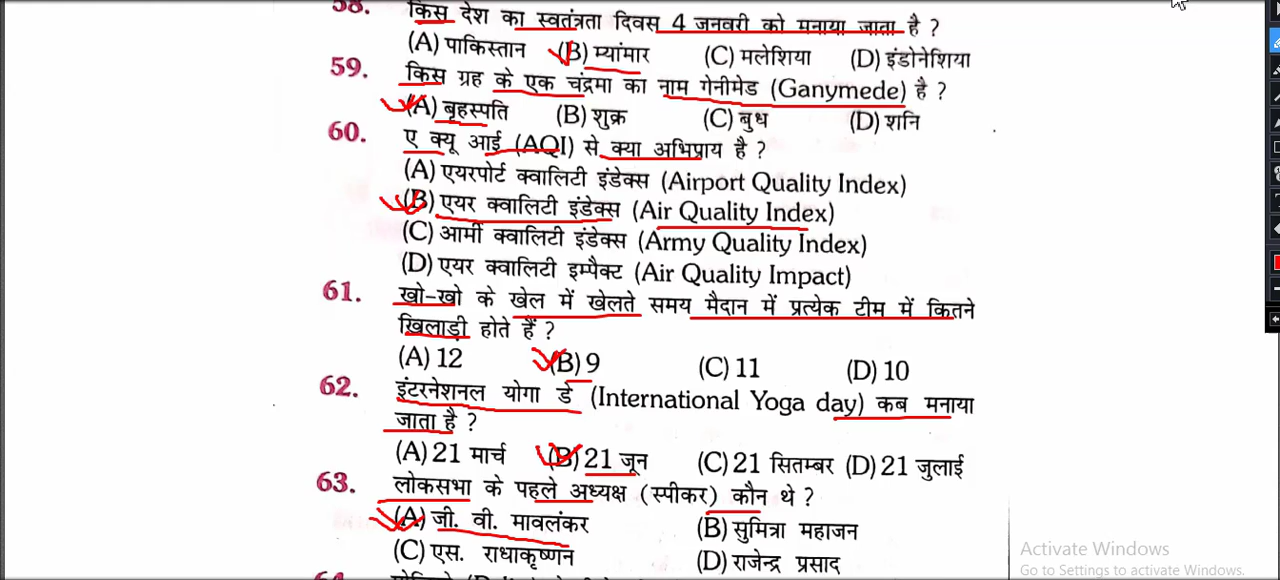 58. किस देश का स्वतंत्रता दिवस 4 जनवरी को मनाया जाता है ?
(A) पाकिस्तान (B) म्यांमार (C) मलेशिया (D) इंडोनेशिया
59. किस ग्रह के एक चंद्रमा का नाम गेनीमेड (Ganymede) है ?
(A) बृहस्पति (B) शुक्र (C) बुध (D) शनि
60. ए क्यू आई (AQI) से क्या अभिप्राय है ?
(A) एयरपोर्ट क्वालिटी इंडेक्स (Airport Quality Index)
(B) एयर क्वालिटी इंडेक्स (Air Quality Index)
(C) आर्मी क्वालिटी इंडेक्स (Army Quality Index)
(D) एयर क्वालिटी इम्पैक्ट (Air Quality Impact)
61. खो-खो के खेल में खेलते समय मैदान में प्रत्येक टीम में कितने
खिलाड़ी होते हैं ?
(A) 12 (B) 9 (C) 11 (D) 10
62. इंटरनेशनल योगा डे (International Yoga day) कब मनाया
जाता है ?
(A) 21 मार्च (B) 21 जून (C) 21 सितम्बर (D) 21 जुलाई
63. लोकसभा के पहले अध्यक्ष (स्पीकर) कौन थे ?
(A) जी. वी. मावलंकर (B) सुमित्रा महाजन
(C) एस. राधाकृष्णन (D) राजेन्द्र प्रसाद
Activate Windows
Go to Settings to activate Windows.